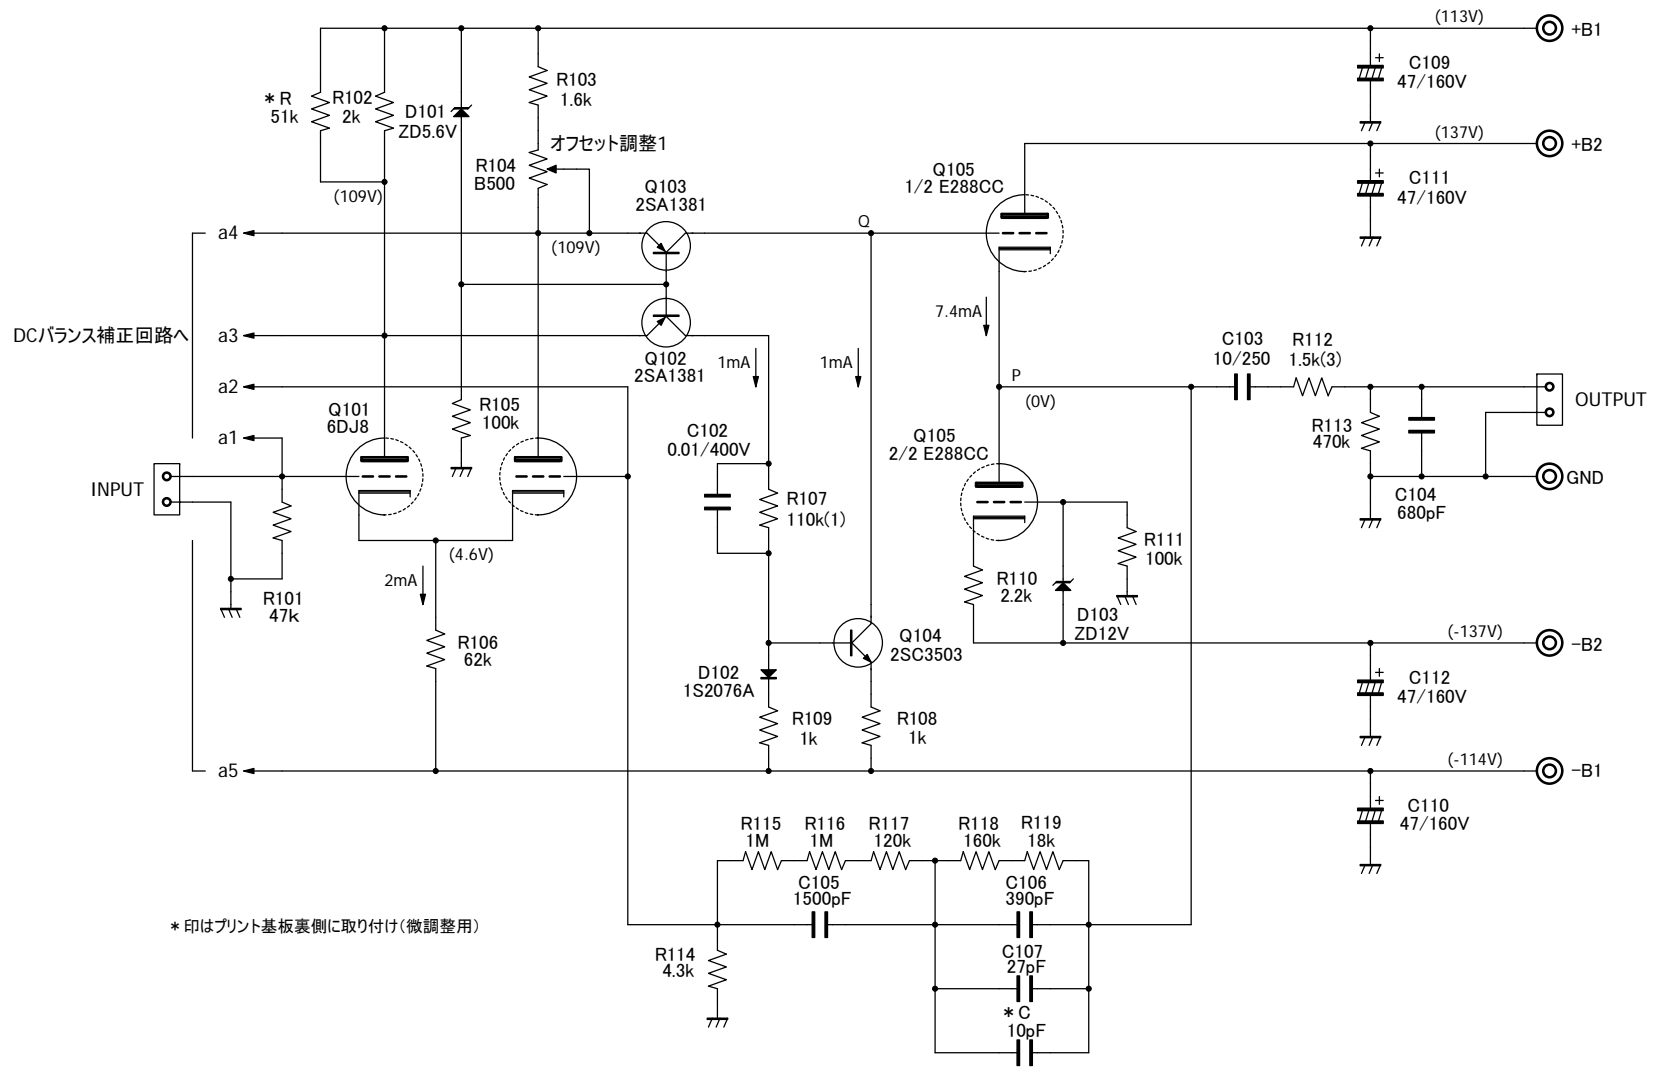 (113V)
+B1
C109
47/160V
* R
51k
R102
2k
D101
ZD5.6V
R103
1.6k
オフセット調整1
R104
B500
(137V)
+B2
C111
47/160V
Q105
1/2 E288CC
Q103
2SA1381
(109V)
a4
(109V)
Q
DCバランス補正回路へ
a3
Q102
2SA1381
1mA
1mA
7.4mA
C103
10/250
R112
1.5k(3)
a2
P
(0V)
OUTPUT
R105
100k
Q101
6DJ8
a1
C102
0.01/400V
Q105
2/2 E288CC
R113
470k
INPUT
GND
R107
110k(1)
C104
680pF
(4.6V)
2mA
R101
47k
R111
100k
R110
2.2k
D103
ZD12V
Q104
2SC3503
(-137V)
-B2
R106
62k
D102
1S2076A
C112
47/160V
R109
1k
R108
1k
a5
(-114V)
-B1
C110
47/160V
R115
1M
R116
1M
R117
120k
R118
160k
R119
18k
C105
1500pF
C106
390pF
* 印はプリント基板裏側に取り付け(微調整用)
R114
4.3k
C107
27pF
* C
10pF